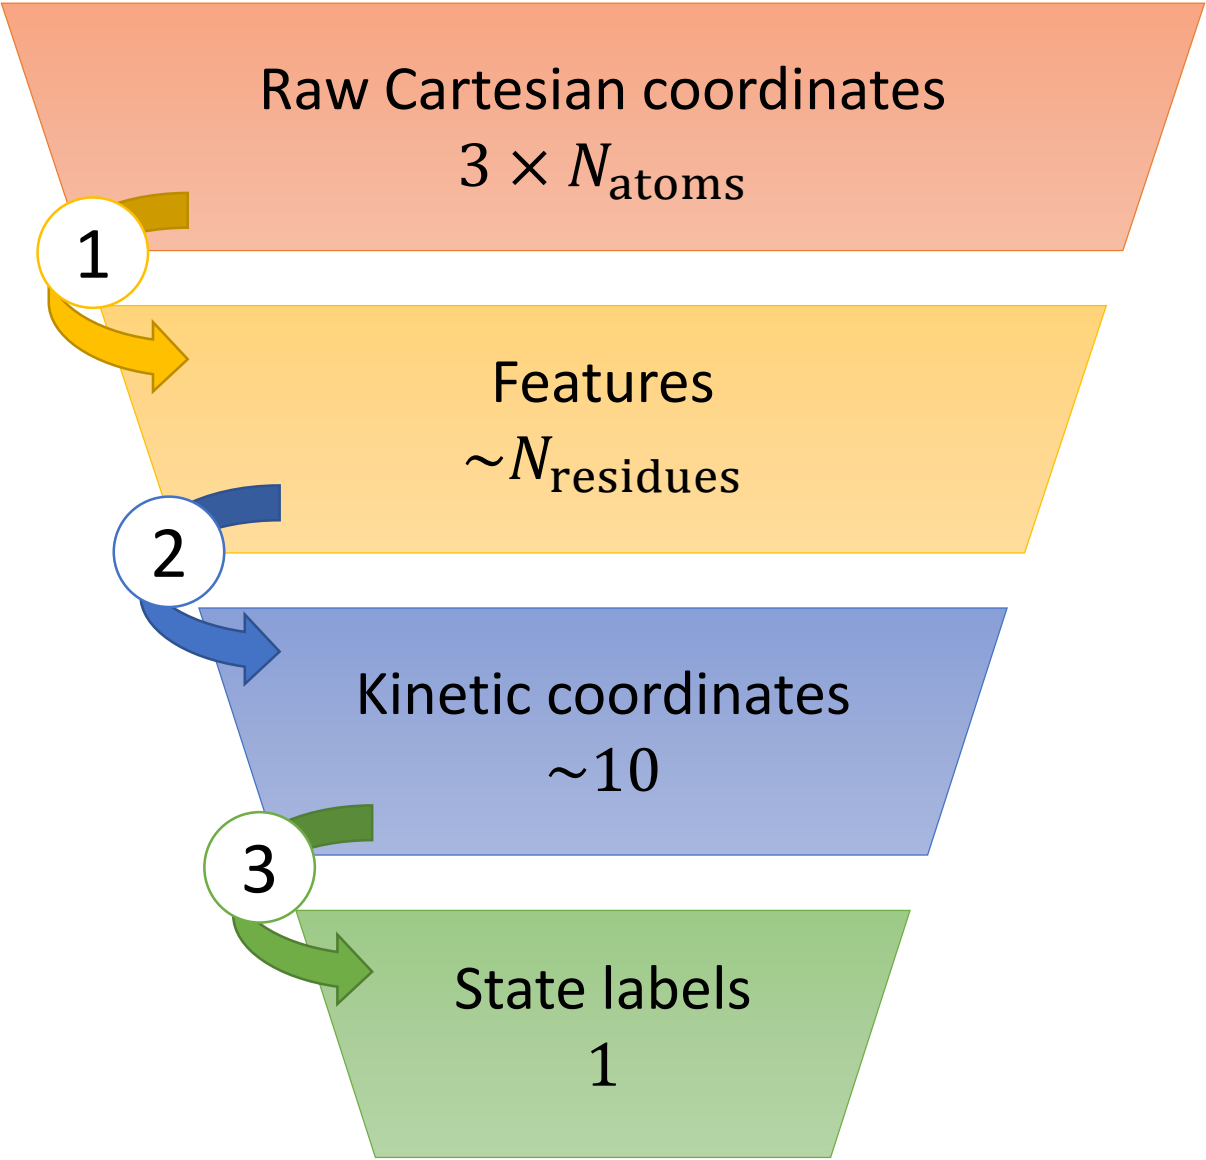 Raw Cartesian coordinates
3 × N_atoms
1
Features
~N_residues
2
Kinetic coordinates
~10
3
State labels
1